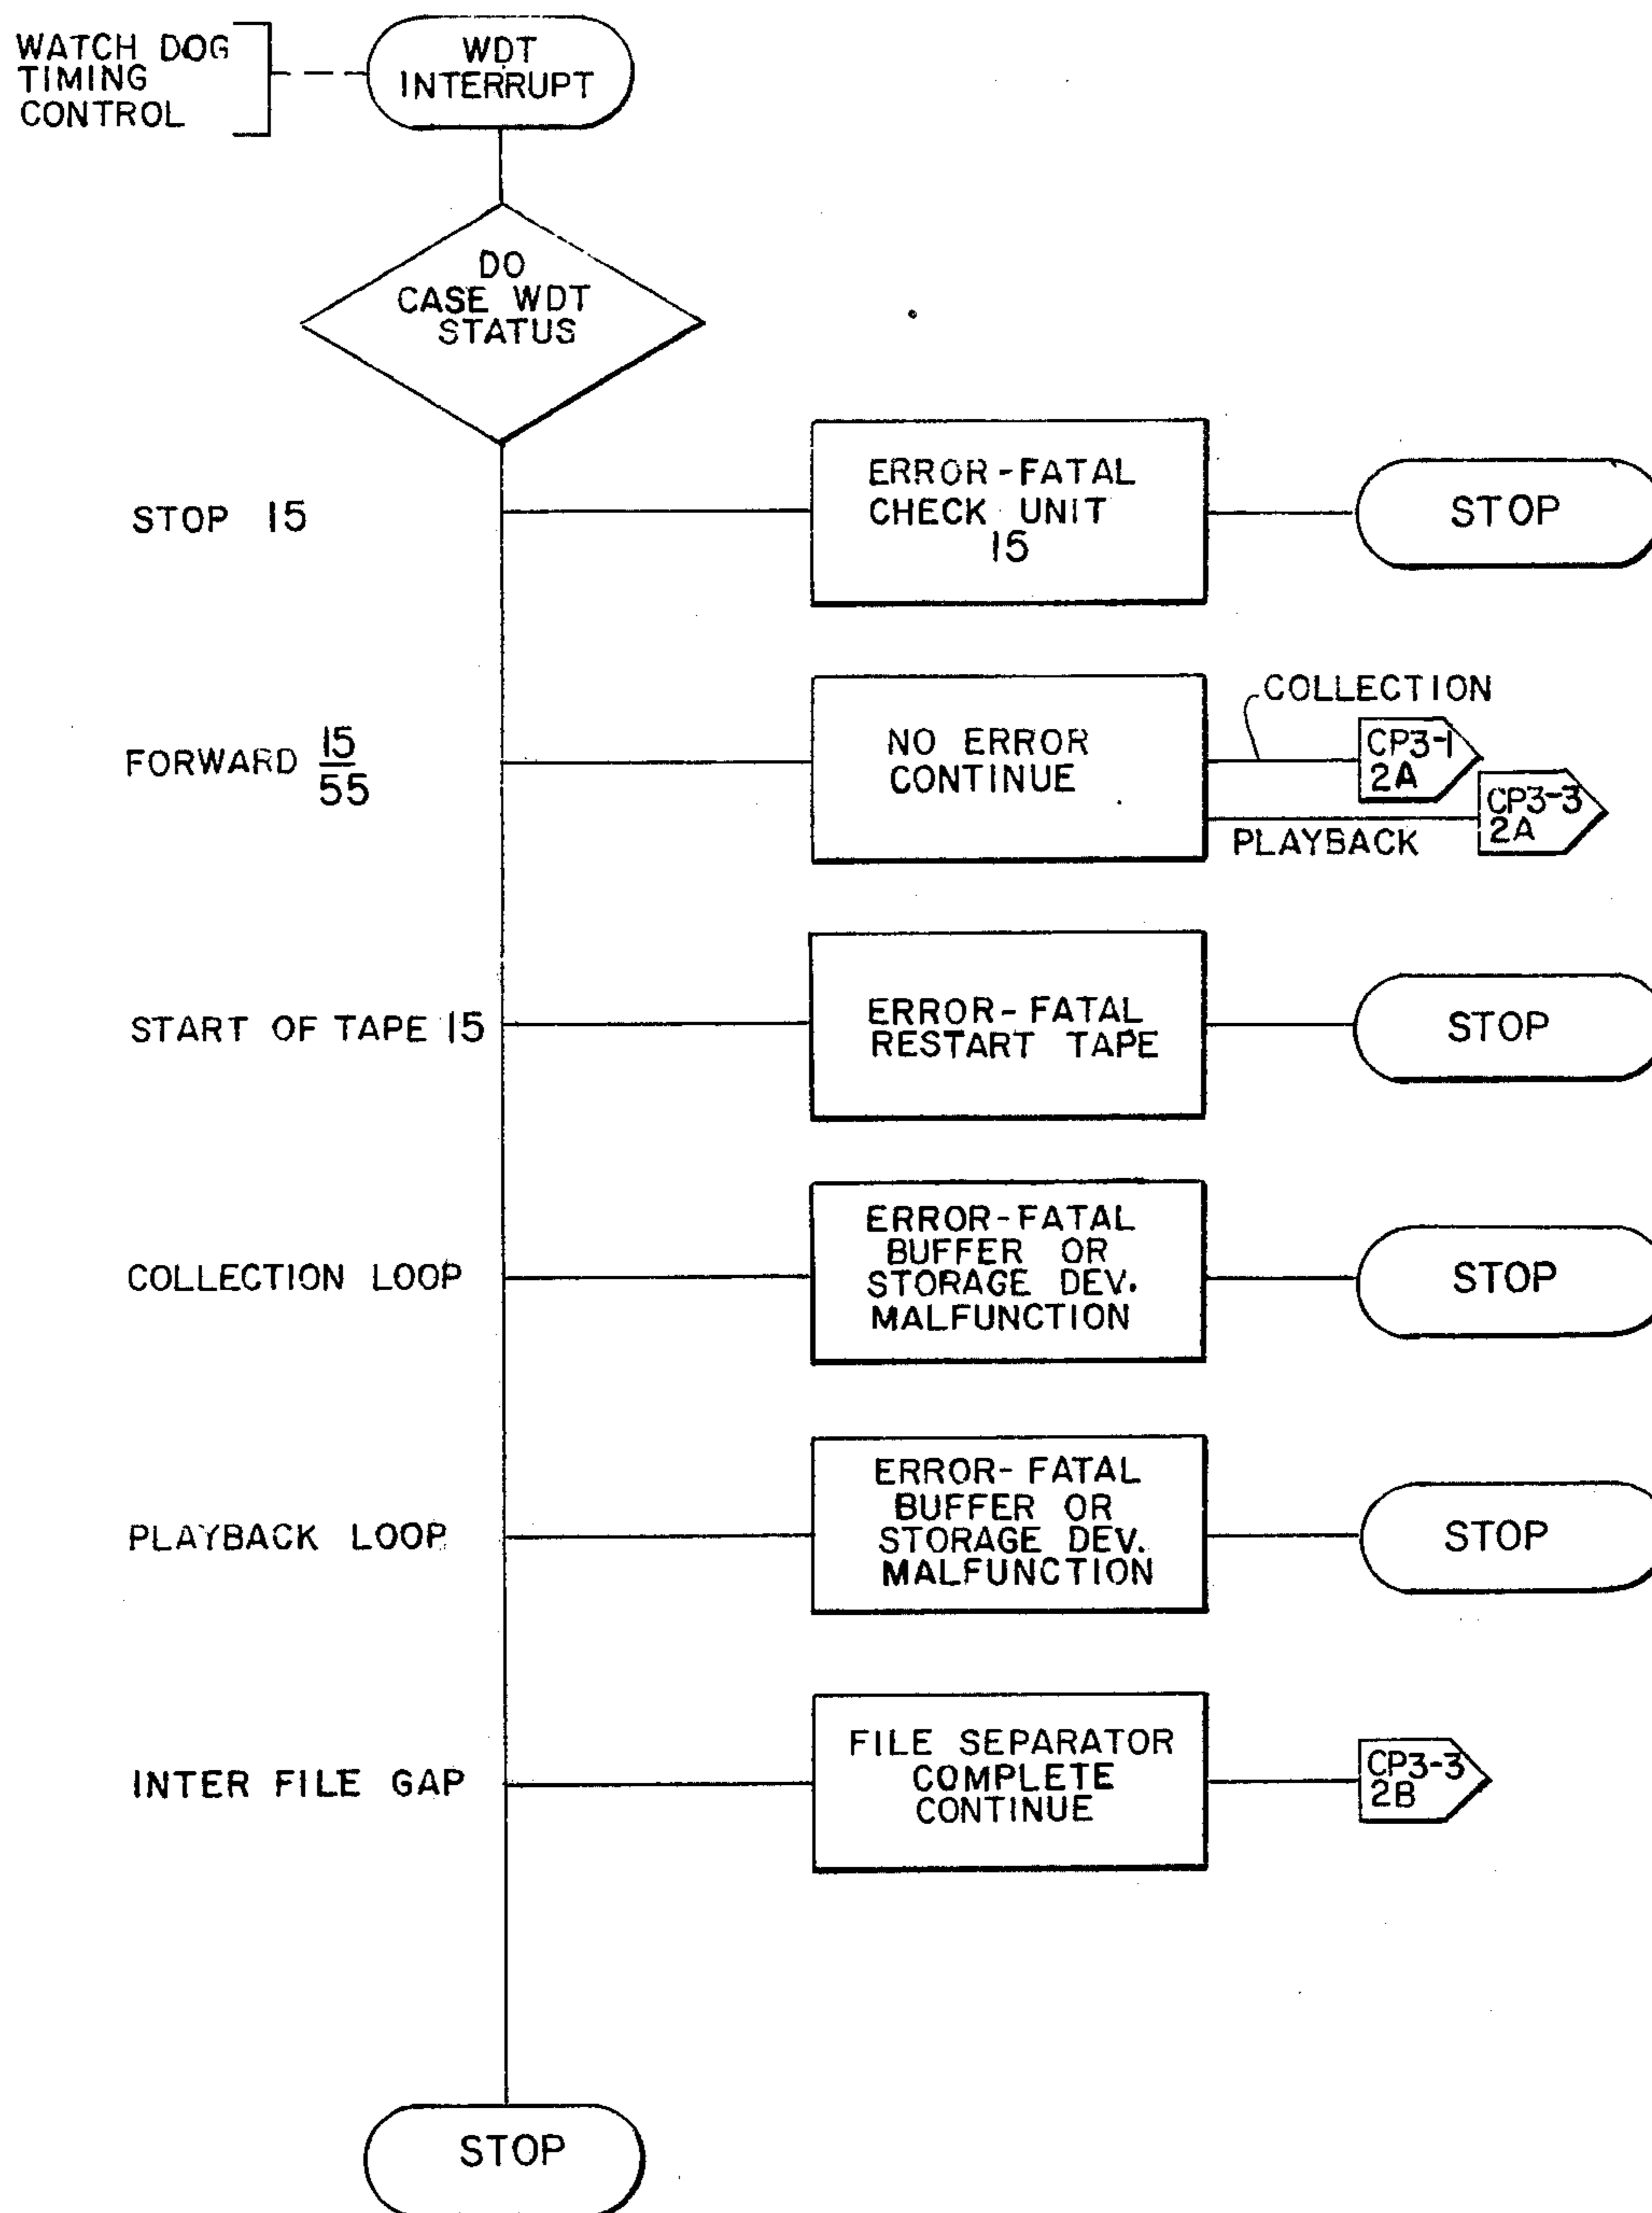 WATCH DOG
TIMING
CONTROL
WDT
INTERRUPT
DO
CASE WDT
STATUS
STOP 15
ERROR-FATAL
CHECK UNIT
15
STOP
FORWARD 15
55
NO ERROR
CONTINUE
COLLECTION
CP3-1
2A
PLAYBACK
CP3-3
2A
START OF TAPE 15
ERROR-FATAL
RESTART TAPE
STOP
COLLECTION LOOP
ERROR-FATAL
BUFFER OR
STORAGE DEV.
MALFUNCTION
STOP
PLAYBACK LOOP
ERROR-FATAL
BUFFER OR
STORAGE DEV.
MALFUNCTION
STOP
INTER FILE GAP
FILE SEPARATOR
COMPLETE
CONTINUE
CP3-3
2B
STOP